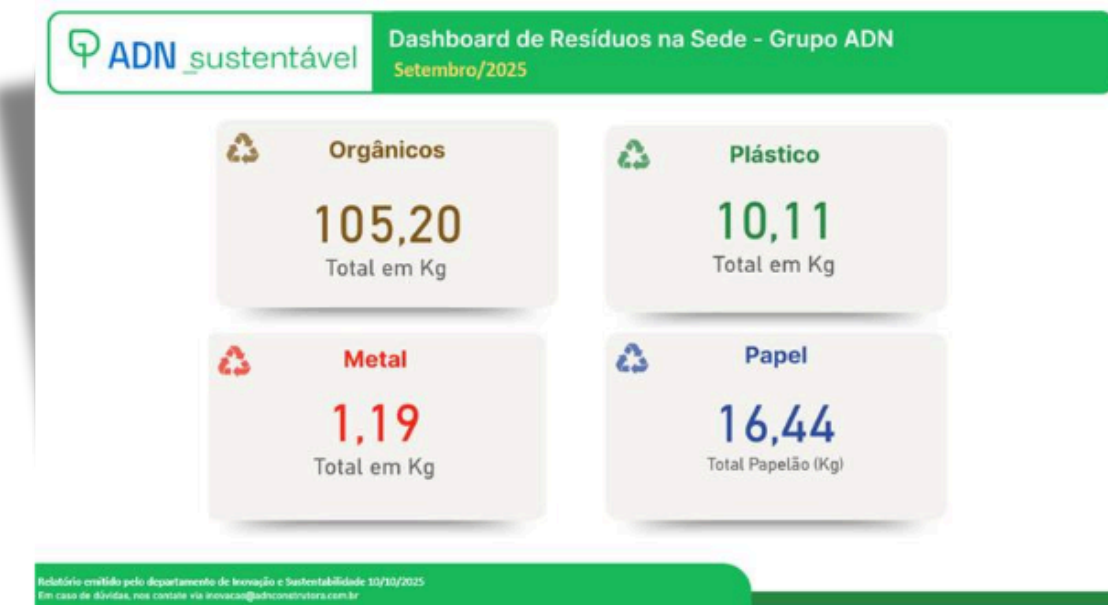 ADN _sustentável
Dashboard de Resíduos na Sede - Grupo ADN
Setembro/2025
Orgânicos
105,20
Total em Kg
Plástico
10,11
Total em Kg
Metal
1,19
Total em Kg
Papel
16,44
Total Papelão (Kg)
Relatório emitido pelo departamento de Inovação e Sustentabilidade 10/10/2025
Em caso de dúvidas, nos contate via inovacao@adnconstrutora.com.br